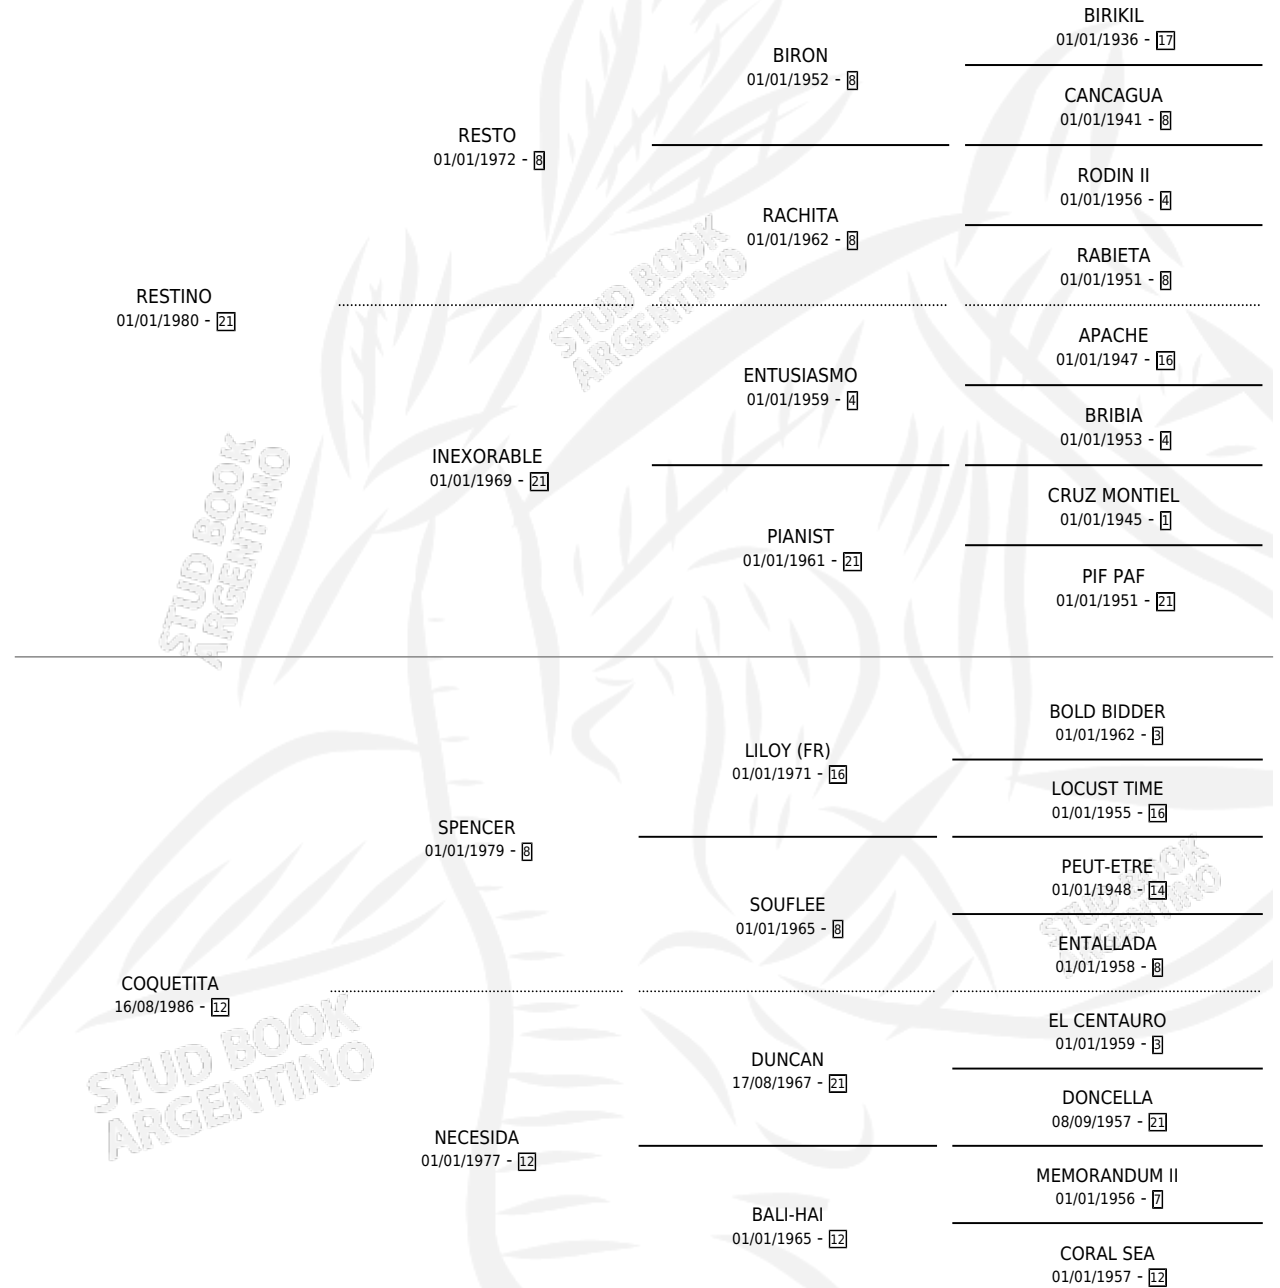 BIRIKIL
01/01/1936 - 17
BIRON
01/01/1952 - 8
CANCAGUA
01/01/1941 - 8
RESTO
01/01/1972 - 8
RODIN II
01/01/1956 - 4
RACHITA
01/01/1962 - 8
RABIETA
01/01/1951 - 8
RESTINO
01/01/1980 - 21
APACHE
01/01/1947 - 16
ENTUSIASMO
01/01/1959 - 4
BRIBIA
01/01/1953 - 4
INEXORABLE
01/01/1969 - 21
CRUZ MONTIEL
01/01/1945 - 1
PIANIST
01/01/1961 - 21
PIF PAF
01/01/1951 - 21
STUD BOOK
ARGENTINO
STUD BOOK
ARGENTINO
BOLD BIDDER
01/01/1962 - 3
LILOY (FR)
01/01/1971 - 16
LOCUST TIME
01/01/1955 - 16
SPENCER
01/01/1979 - 8
PEUT-ETRE
01/01/1948 - 14
SOUFLEE
01/01/1965 - 8
ENTALLADA
01/01/1958 - 8
COQUETITA
16/08/1986 - 12
EL CENTAURO
01/01/1959 - 3
DUNCAN
17/08/1967 - 21
DONCELLA
08/09/1957 - 21
NECESIDA
01/01/1977 - 12
MEMORANDUM II
01/01/1956 - 7
BALI-HAI
01/01/1965 - 12
CORAL SEA
01/01/1957 - 12
STUD BOOK
ARGENTINO
STUD BOOK
ARGENTINO